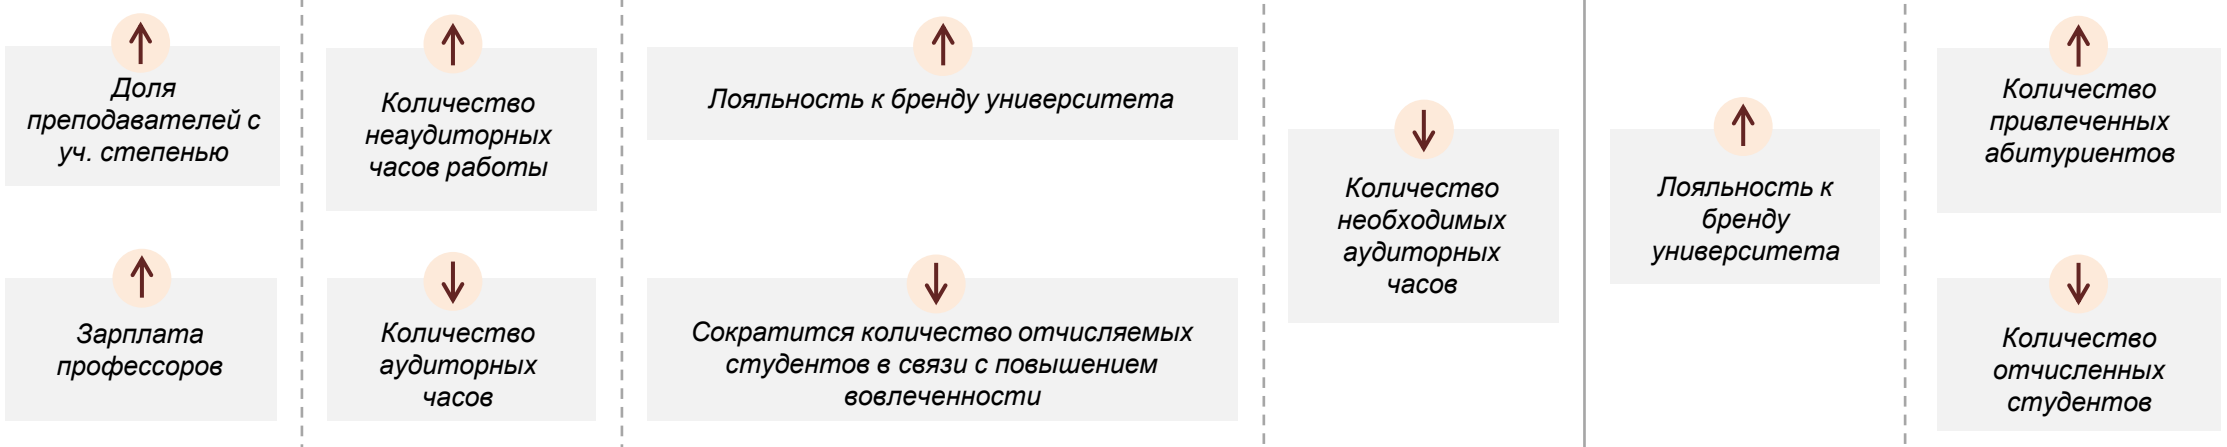 Доля
преподавателей с
уч. степенью
Зарплата
профессоров
Количество
неаудиторных
часов работы
Количество
аудиторных
часов
Лояльность к бренду университета
Сократится количество отчисляемых
студентов в связи с повышением
вовлеченности
Количество
необходимых
аудиторных
часов
Лояльность к
бренду
университета
Количество
привлеченных
абитуриентов
Количество
отчисленных
студентов